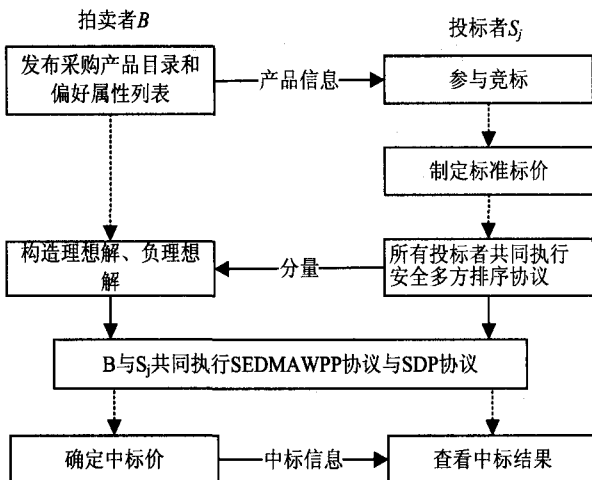 拍卖者B
投标者Sj
发布采购产品目录和
偏好属性列表
产品信息
参与竞标
制定标准标价
构造理想解、负理想
解
分量
所有投标者共同执行
安全多方排序协议
B与Sj共同执行SEDMAWPP协议与SDP协议
确定中标价
中标信息
查看中标结果